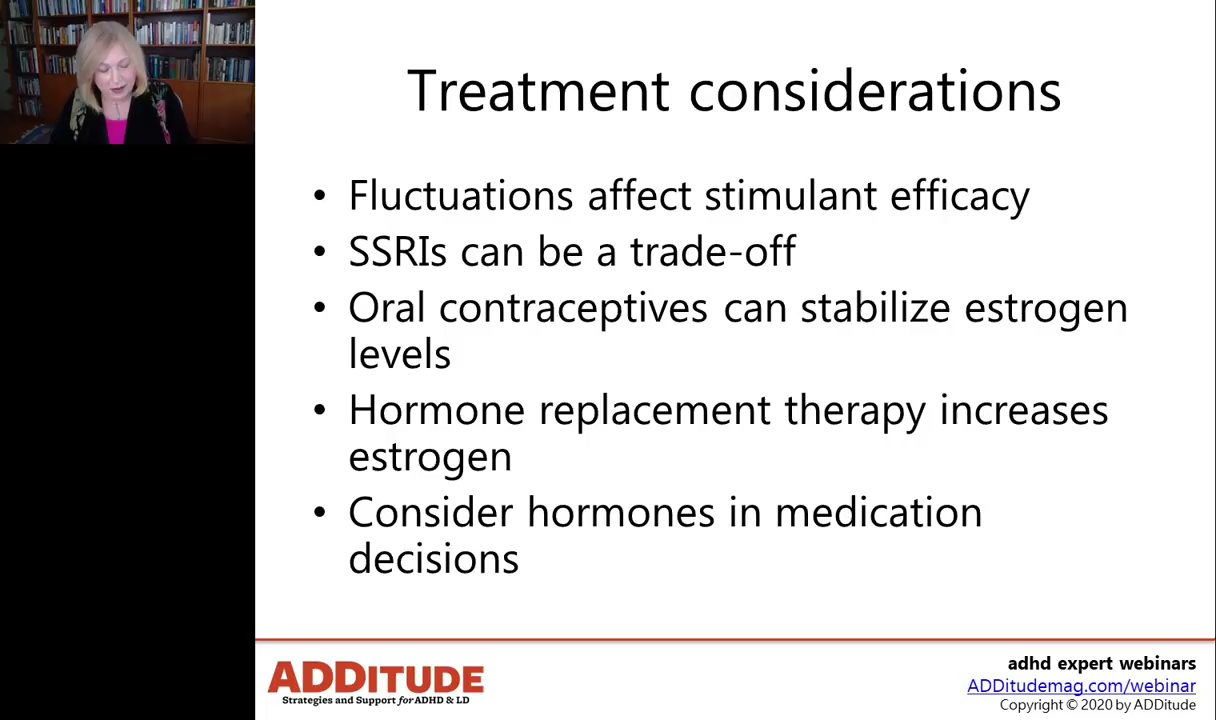 Treatment considerations
• Fluctuations affect stimulant efficacy
• SSRIs can be a trade-off
• Oral contraceptives can stabilize estrogen
levels
• Hormone replacement therapy increases
estrogen
• Consider hormones in medication
decisions
ADDITUDE
Strategies and Support for ADHD & LD
adhd expert webinars
ADDitudemag.com/webinar
Copyright © 2020 by ADDitude